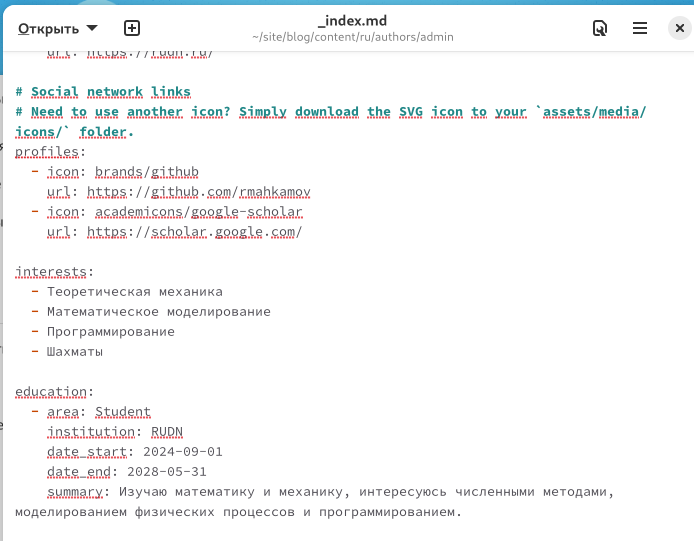 Открыть
_index.md
~/site/blog/content/ru/authors/admin
url: https://rudn.ru/
# Social network links
# Need to use another icon? Simply download the SVG icon to your `assets/media/
icons/` folder.
profiles:
- icon: brands/github
url: https://github.com/rmahkamov
- icon: academicons/google-scholar
url: https://scholar.google.com/
interests:
- Теоретическая механика
- Математическое моделирование
- Программирование
- Шахматы
education:
- area: Student
institution: RUDN
date_start: 2024-09-01
date_end: 2028-05-31
summary: Изучаю математику и механику, интересуюсь численными методами,
моделированием физических процессов и программированием.